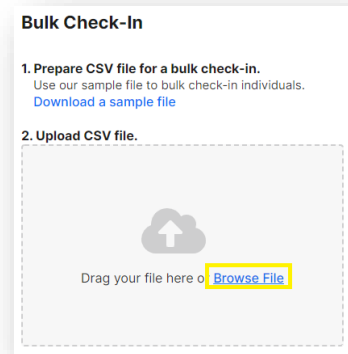 Bulk Check-In
1. Prepare CSV file for a bulk check-in.
Use our sample file to bulk check-in individuals.
Download a sample file
2. Upload CSV file.
Drag your file here o Browse File